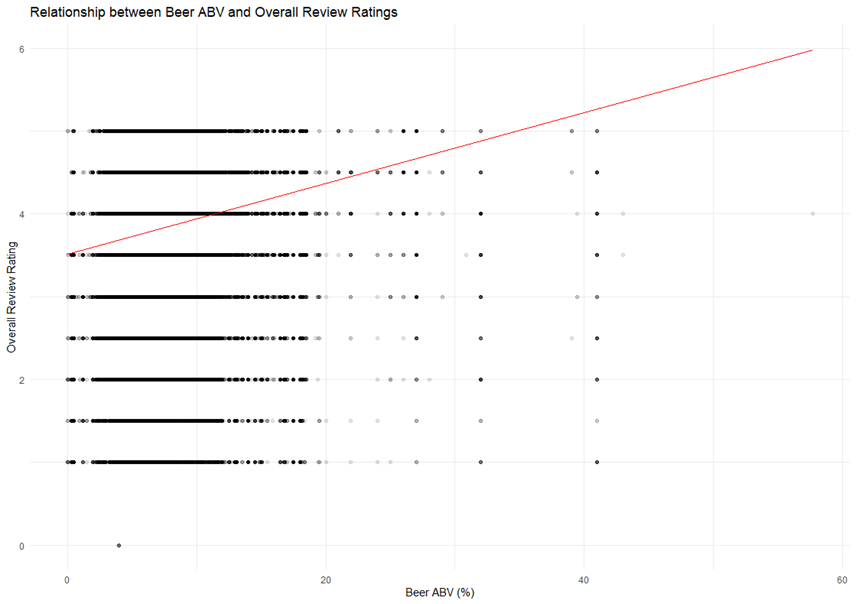 Relationship between Beer ABV and Overall Review Ratings
Overall Review Rating
6
4
2
0
0
20
40
60
Beer ABV (%)